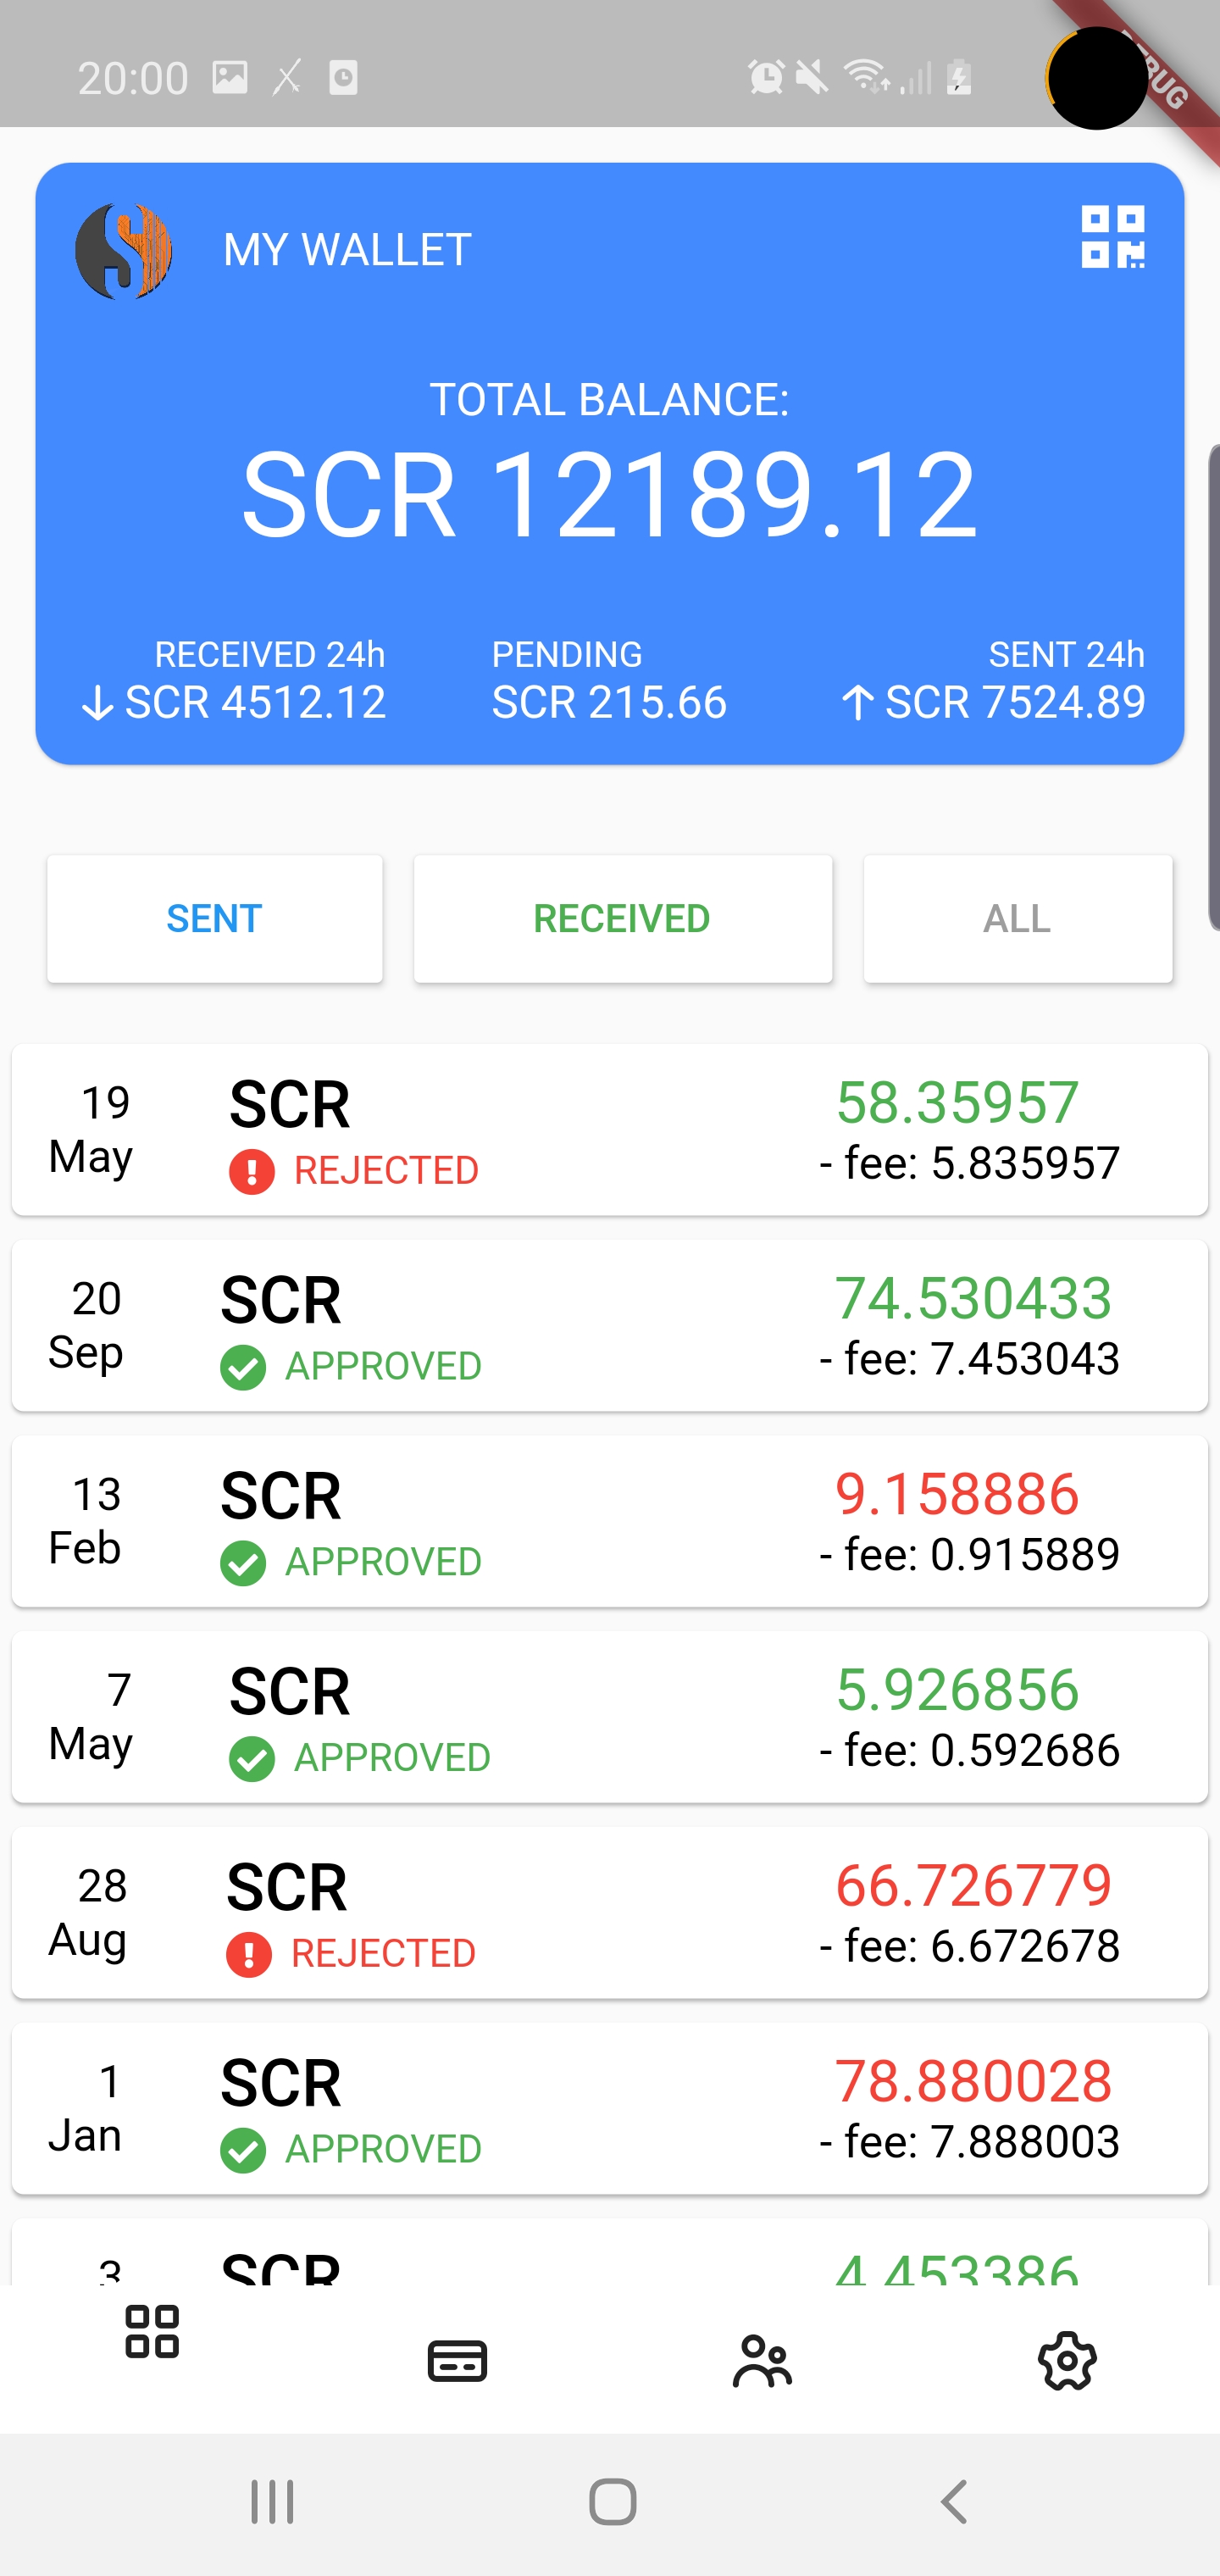 20:00
DEBUG
MY WALLET
TOTAL BALANCE:
SCR 12189.12
RECEIVED 24h PENDING SENT 24h
SCR 4512.12 SCR 215.66 SCR 7524.89
SENT RECEIVED ALL
19 SCR 58.35957
May REJECTED - fee: 5.835957
20 SCR 74.530433
Sep APPROVED - fee: 7.453043
13 SCR 9.158886
Feb APPROVED - fee: 0.915889
7 SCR 5.926856
May APPROVED - fee: 0.592686
28 SCR 66.726779
Aug REJECTED - fee: 6.672678
1 SCR 78.880028
Jan APPROVED - fee: 7.888003
3 SCR 4.453386